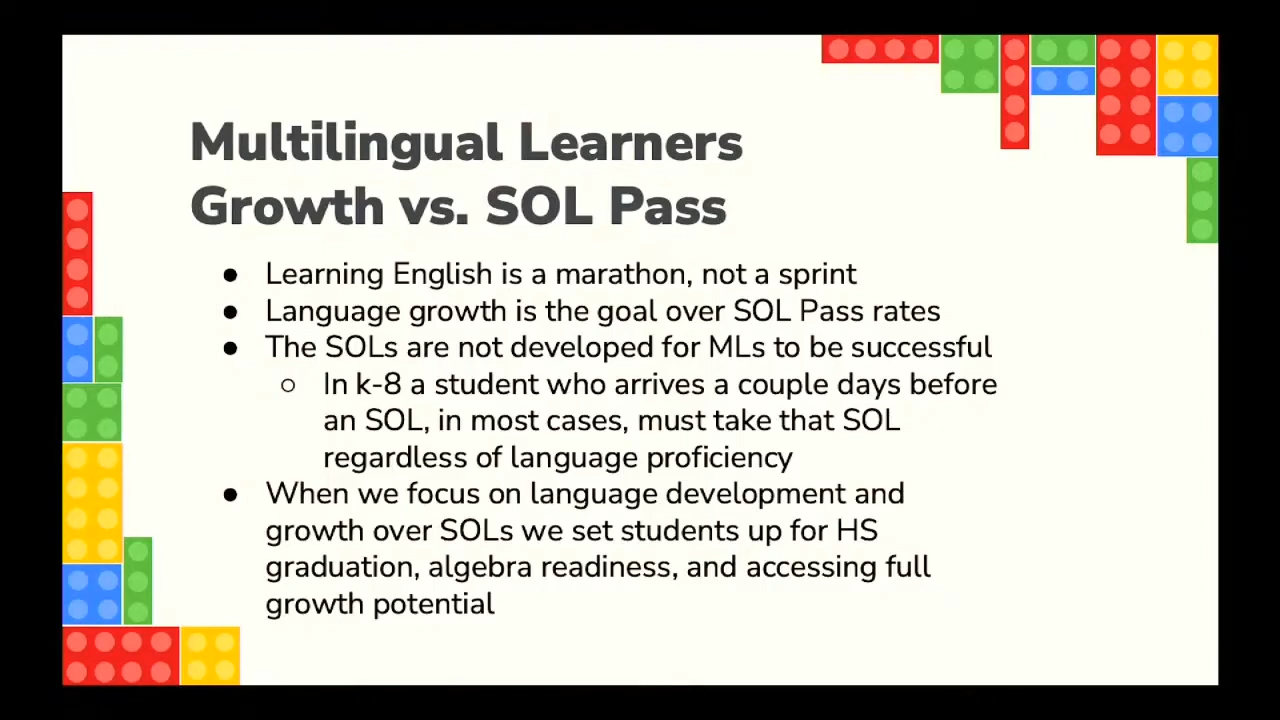 Multilingual Learners
Growth vs. SOL Pass
● Learning English is a marathon, not a sprint
● Language growth is the goal over SOL Pass rates
● The SOLs are not developed for MLs to be successful
○ In k-8 a student who arrives a couple days before
an SOL, in most cases, must take that SOL
regardless of language proficiency
● When we focus on language development and
growth over SOLs we set students up for HS
graduation, algebra readiness, and accessing full
growth potential